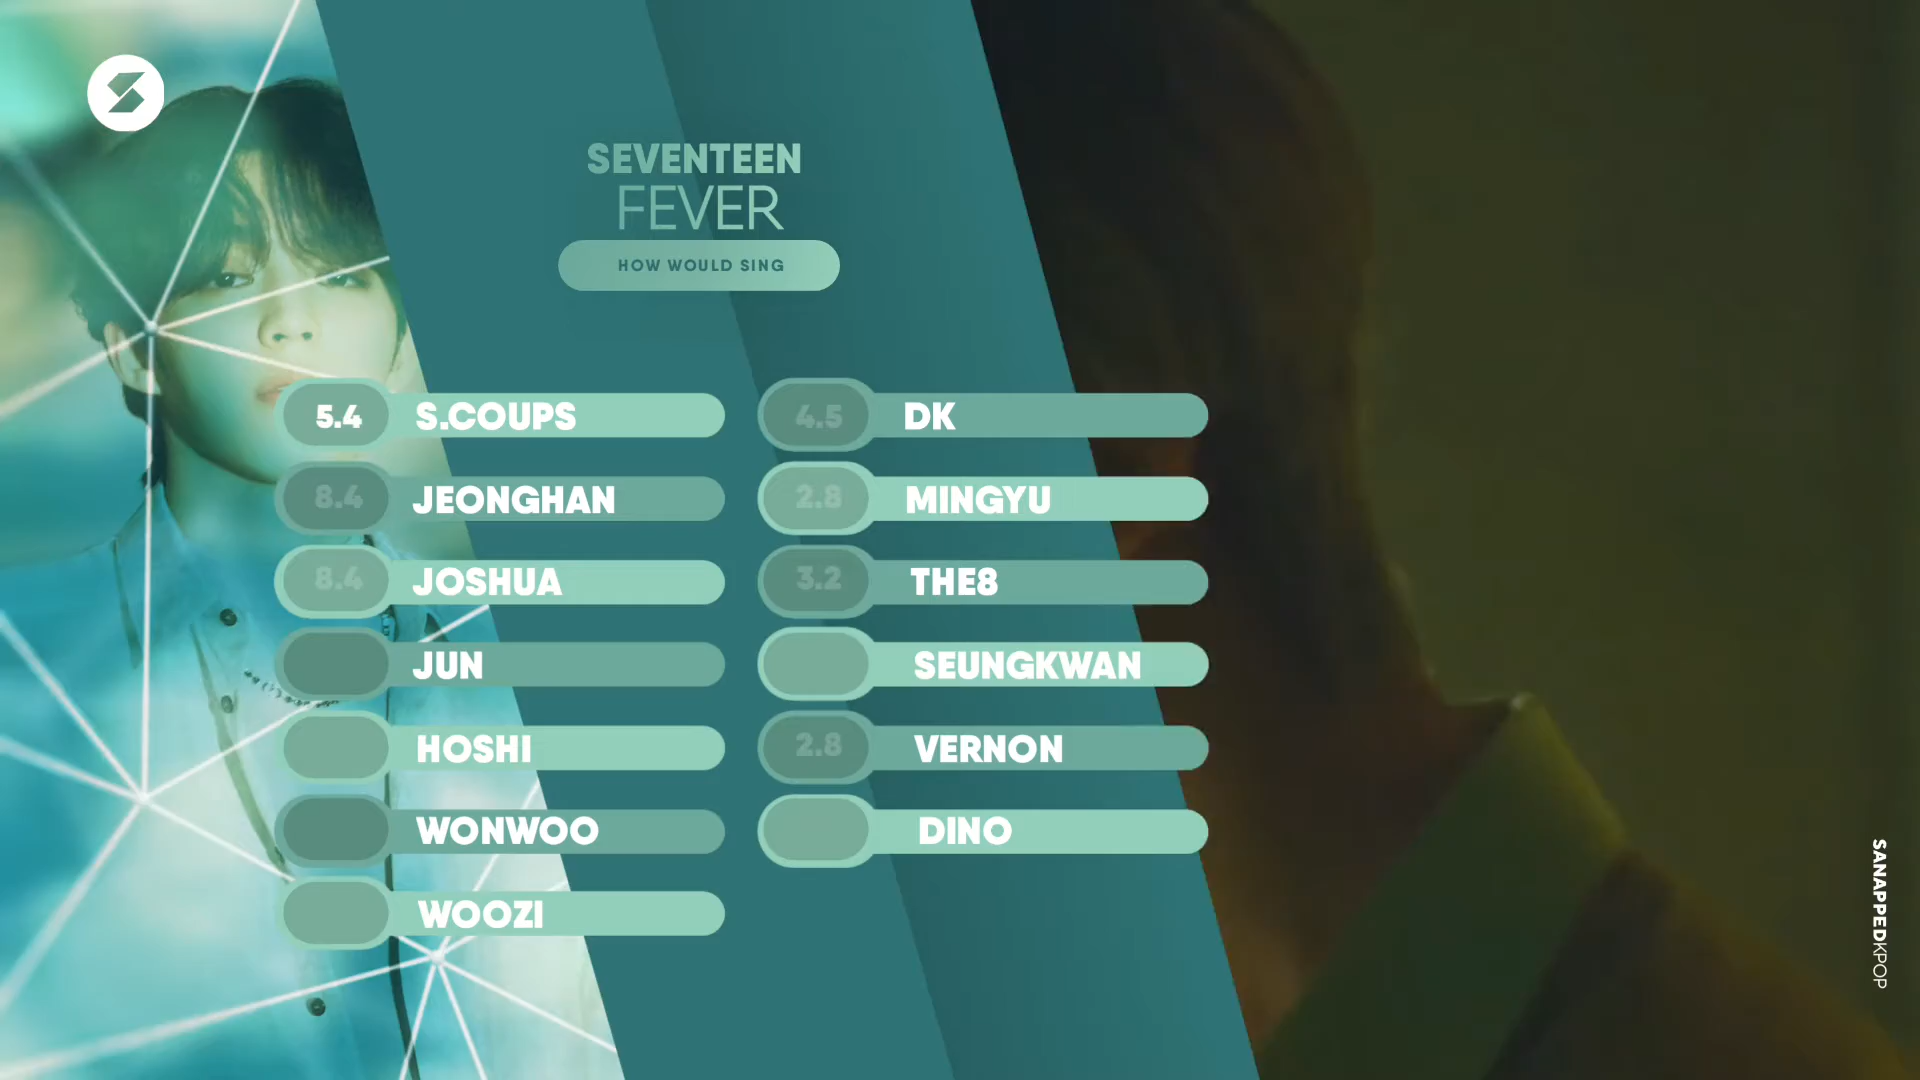 SEVENTEEN
FEVER
HOW WOULD SING
5.4 S.COUPS
8.4 JEONGHAN
8.4 JOSHUA
JUN
HOSHI
WONWOO
WOOZI
4.5 DK
2.8 MINGYU
3.2 THE8
SEUNGKWAN
2.8 VERNON
DINO
SANAPPEDKPOP